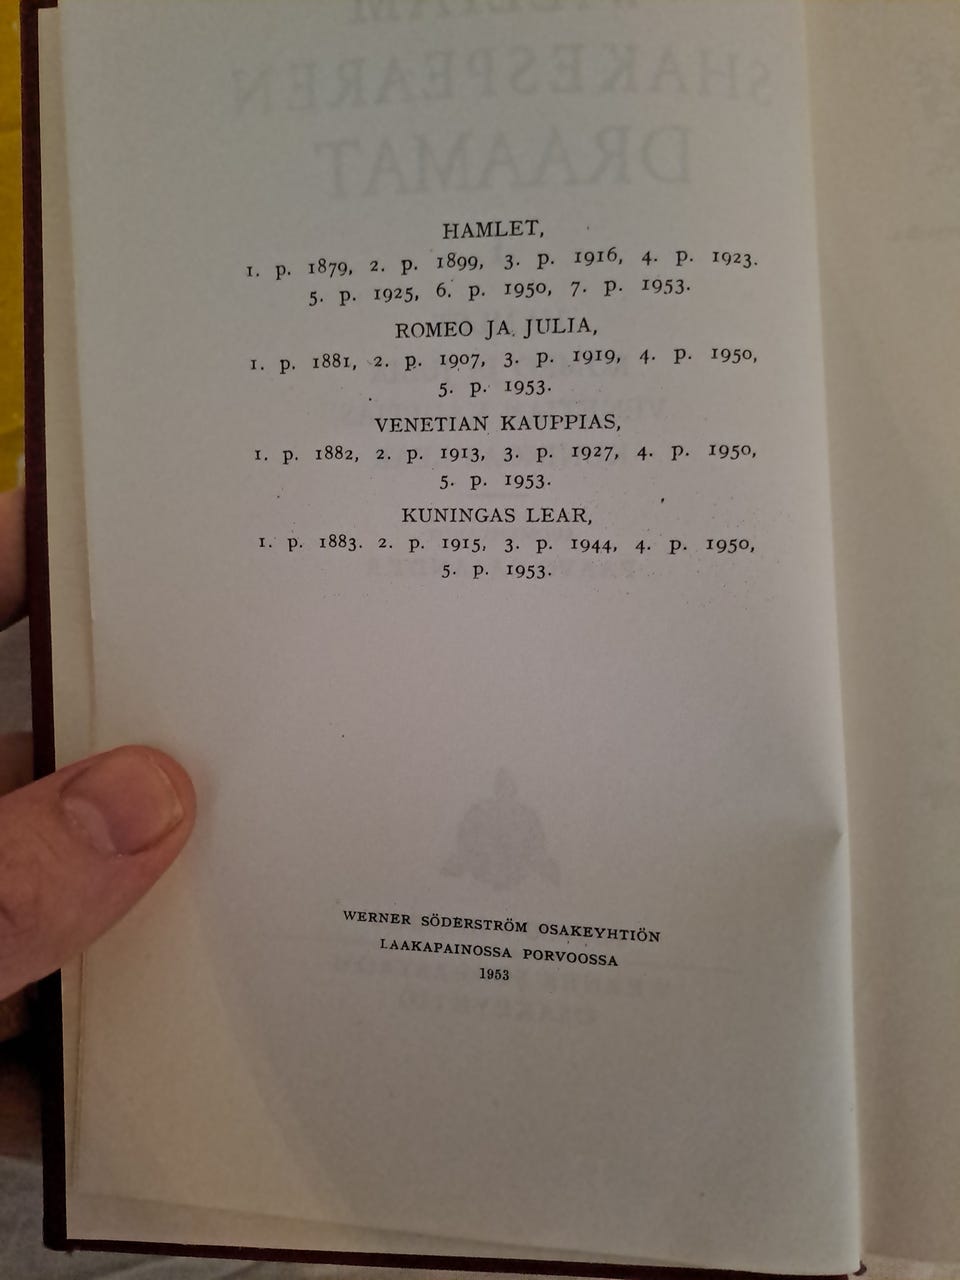 HAMLET,
1. p. 1879, 2. p. 1899, 3. p. 1916, 4. p. 1923.
5. p. 1925, 6. p. 1950, 7. p. 1953.
ROMEO JA JULIA,
1. p. 1881, 2. p. 1907, 3. p. 1919, 4. p. 1950,
5. p. 1953.
VENETIAN KAUPPIAS,
1. p. 1882, 2. p. 1913, 3. p. 1927, 4. p. 1950,
5. p. 1953.
KUNINGAS LEAR,
1. p. 1883. 2. p. 1915, 3. p. 1944, 4. p. 1950,
5. p. 1953.
WERNER SÖDERSTRÖM OSAKEYHTIÖN
LAAKAPAINOSSA PORVOOSSA
1953